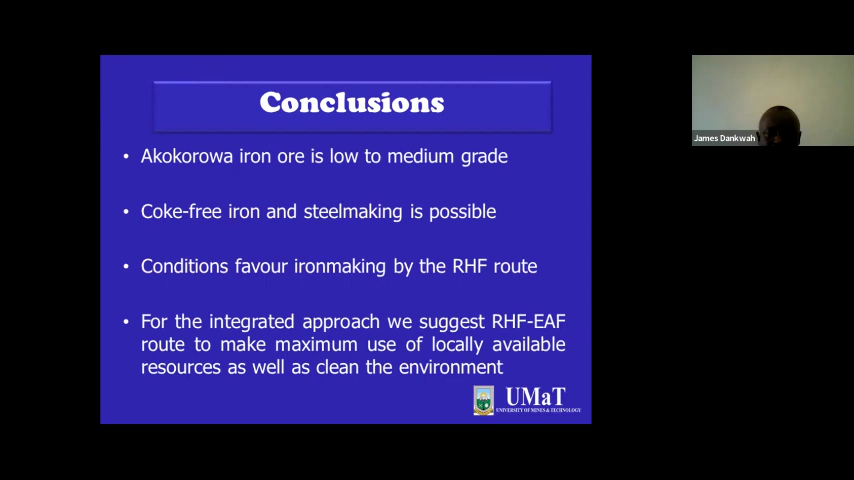 Conclusions
• Akokorowa iron ore is low to medium grade
• Coke-free iron and steelmaking is possible
• Conditions favour ironmaking by the RHF route
• For the integrated approach we suggest RHF-EAF
route to make maximum use of locally available
resources as well as clean the environment
UMaT
UNIVERSITY OF MINES & TECHNOLOGY
James Dankwah